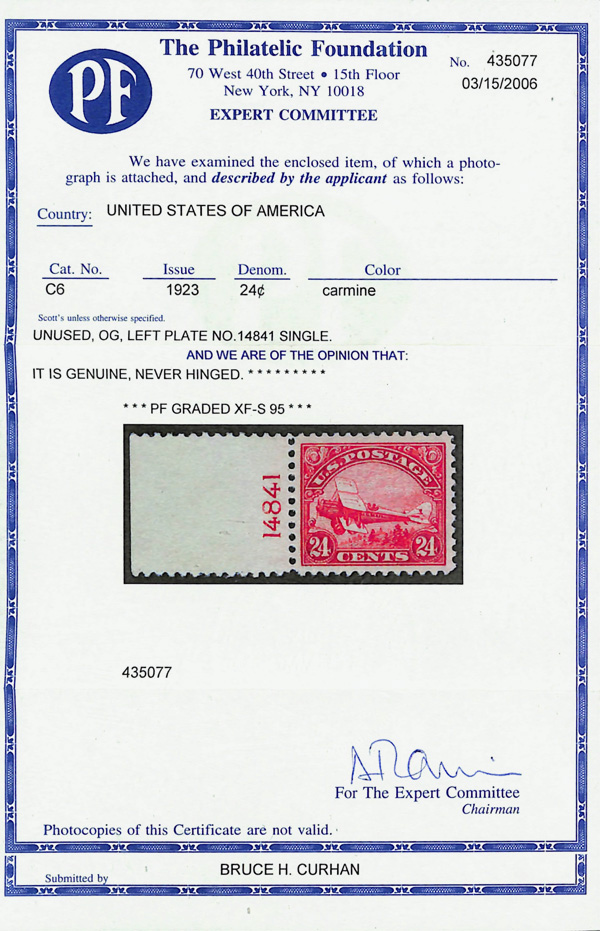 PF
The Philatelic Foundation
70 West 40th Street • 15th Floor
New York, NY 10018
EXPERT COMMITTEE
No. 435077
03/15/2006
We have examined the enclosed item, of which a photo-
graph is attached, and described by the applicant as follows:
Country: UNITED STATES OF AMERICA
Cat. No. Issue Denom. Color
C6 1923 24¢ carmine
Scott's unless otherwise specified.
UNUSED, OG, LEFT PLATE NO.14841 SINGLE.
AND WE ARE OF THE OPINION THAT:
IT IS GENUINE, NEVER HINGED. * * * * * * * * *
* * * PF GRADED XF-S 95 * * *
14841
U.S. POSTAGE
24 CENTS 24
435077
For The Expert Committee
Chairman
Photocopies of this Certificate are not valid.
Submitted by BRUCE H. CURHAN